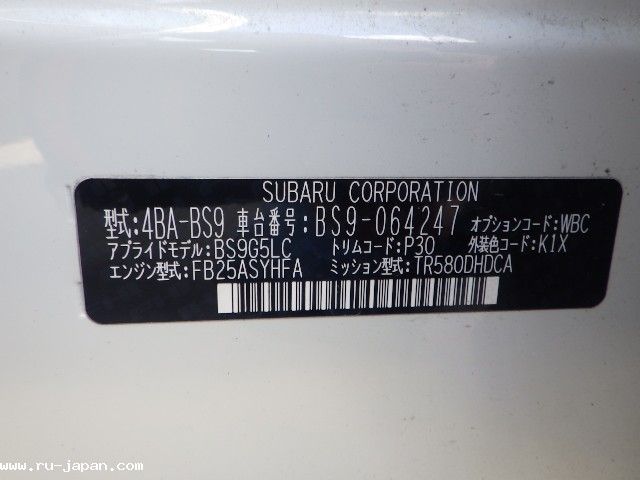 SUBARU CORPORATION
型式:4BA-BS9 車台番号:BS9-064247 オプションコード:WBC
アプライドモデル:BS9G5LC トリムコード:P30 外装色コード:K1X
エンジン型式:FB25ASYHFA ミッション型式:TR580DHDCA
www.ru-japan.com